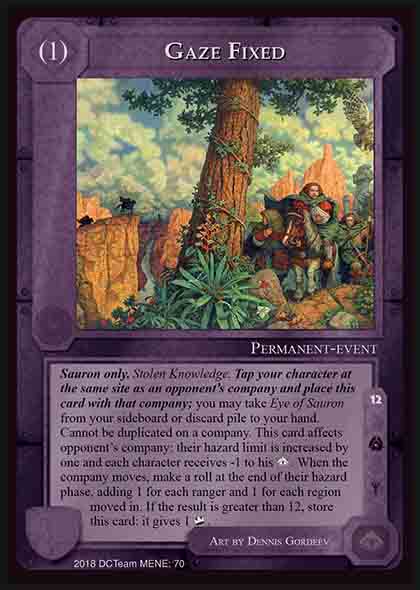 (1)
GAZE FIXED
PERMANENT-EVENT
Sauron only. Stolen Knowledge. Tap your character at
the same site as an opponent's company and place this
card with that company; you may take Eye of Sauron
from your sideboard or discard pile to your hand.
Cannot be duplicated on a company. This card affects
opponent's company: their hazard limit is increased by
one and each character receives -1 to his . When the
company moves, make a roll at the end of their hazard
phase, adding 1 for each ranger and 1 for each region
moved in. If the result is greater than 12, store
this card: it gives 1
12
ART BY DENNIS GORDEEV
2018 DCTeam MENE: 70